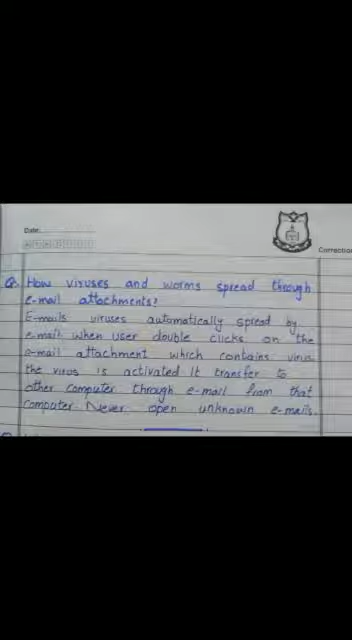 Date:
Correction
Q. How viruses and worms spread through
e-mail attachments?
E-mails viruses automatically spread by
e-mail when user double clicks on the
e-mail attachment which contains virus
the virus is activated. It transfer to
other computer through e-mail from that
computer. Never open unknown e-mails.